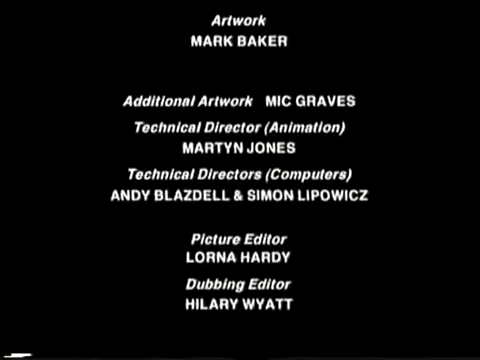 Artwork
MARK BAKER
Additional Artwork MIC GRAVES
Technical Director (Animation)
MARTYN JONES
Technical Directors (Computers)
ANDY BLAZDELL & SIMON LIPOWICZ
Picture Editor
LORNA HARDY
Dubbing Editor
HILARY WYATT